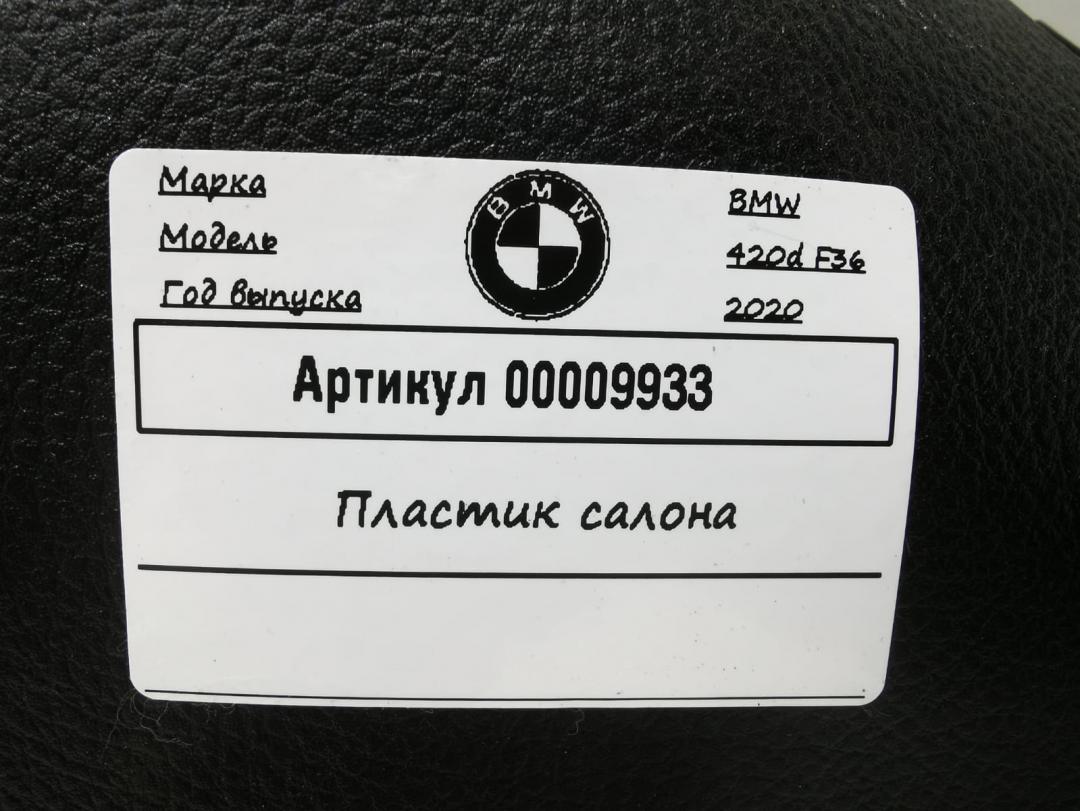 Марка BMW
Модель 420d F36
Год выпуска 2020
BMW
Артикул 00009933
Пластик салона